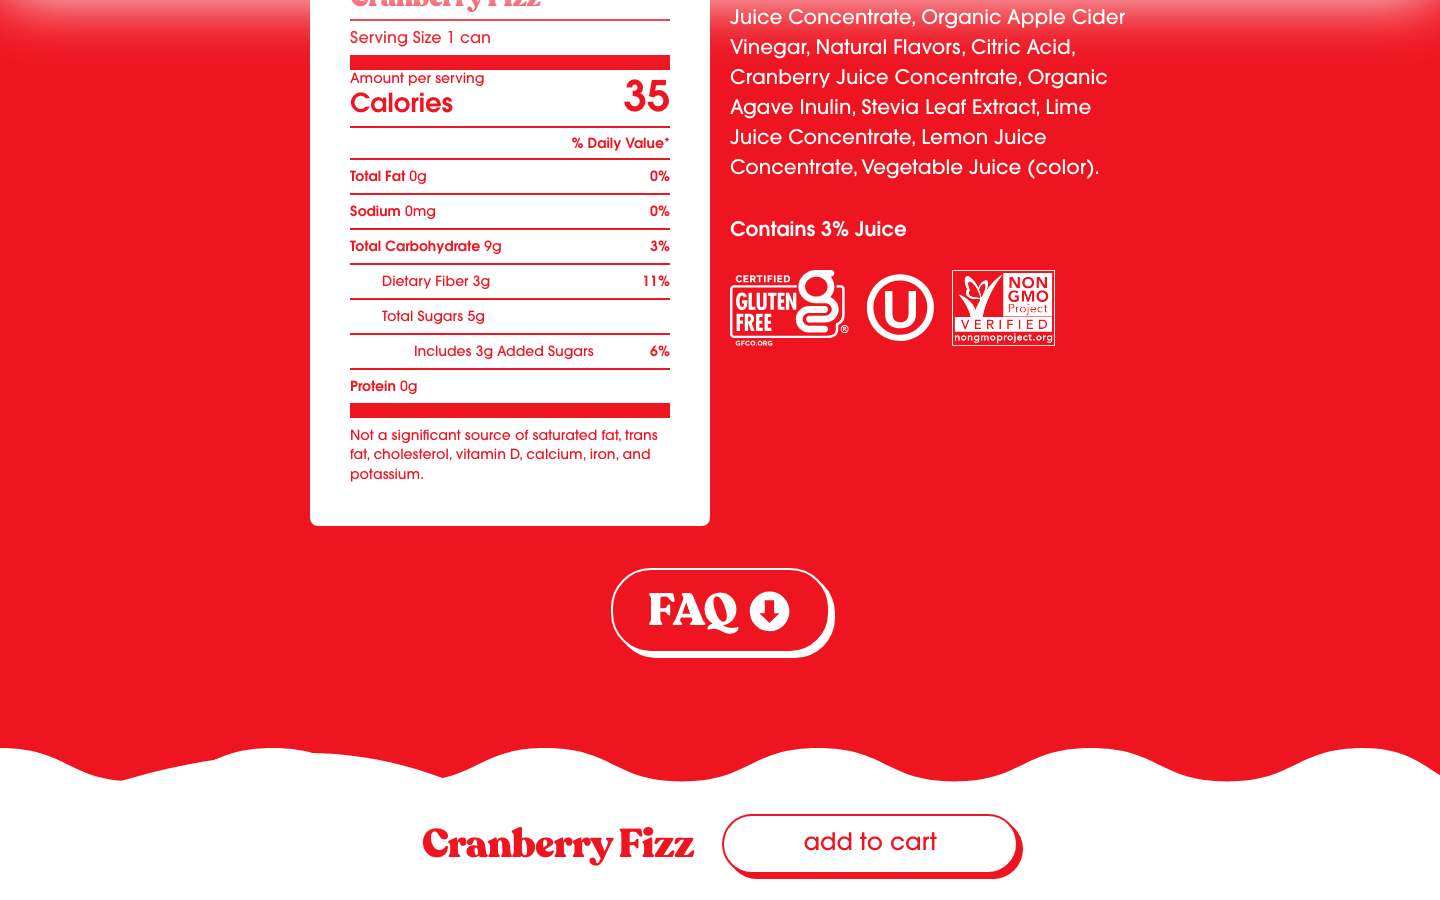 Cranberry Fizz
Serving Size 1 can
Amount per serving
Calories 35
% Daily Value*
Total Fat 0g 0%
Sodium 0mg 0%
Total Carbohydrate 9g 3%
Dietary Fiber 3g 11%
Total Sugars 5g
Includes 3g Added Sugars 6%
Protein 0g
Not a significant source of saturated fat, trans
fat, cholesterol, vitamin D, calcium, iron, and
potassium.
Juice Concentrate, Organic Apple Cider
Vinegar, Natural Flavors, Citric Acid,
Cranberry Juice Concentrate, Organic
Agave Inulin, Stevia Leaf Extract, Lime
Juice Concentrate, Lemon Juice
Concentrate, Vegetable Juice (color).
Contains 3% Juice
CERTIFIED
GLUTEN
FREE
®
GFCO.ORG
U
NON
GMO
Project
VERIFIED
nongmoproject.org
FAQ
Cranberry Fizz
add to cart